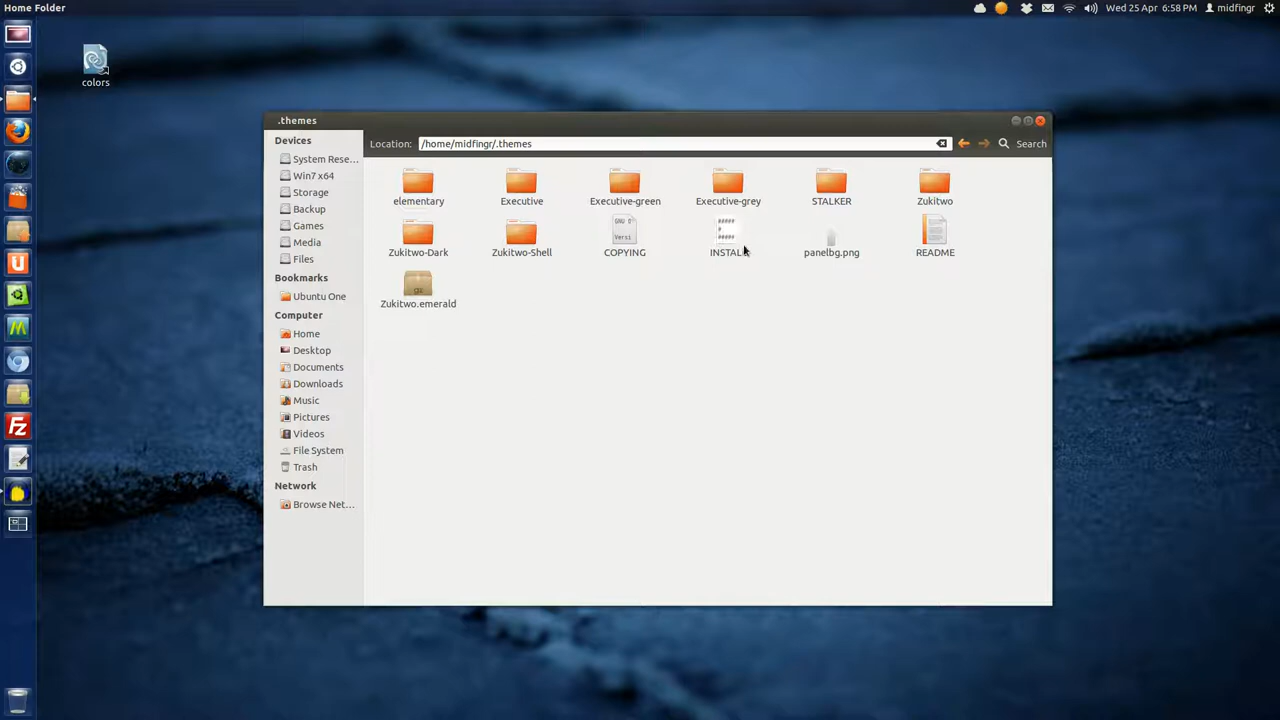 Home Folder
Wed 25 Apr 6:58 PM
midfingr
colors
.themes
Devices
System Rese...
Win7 x64
Storage
Backup
Games
Media
Files
Bookmarks
Ubuntu One
Computer
Home
Desktop
Documents
Downloads
Music
Pictures
Videos
File System
Trash
Network
Browse Net...
Location: /home/midfingr/.themes
Search
elementary
Executive
Executive-green
Executive-grey
STALKER
Zukitwo
Zukitwo-Dark
Zukitwo-Shell
COPYING
INSTALL
panelbg.png
README
Zukitwo.emerald